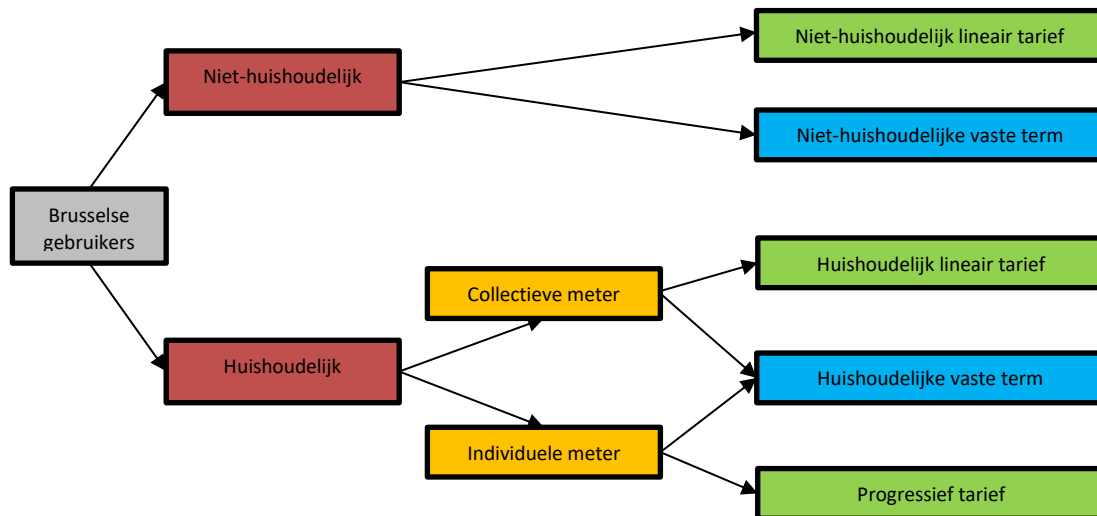 Niet-huishoudelijk lineair tarief
Niet-huishoudelijk
Niet-huishoudelijke vaste term
Brusselse
gebruikers
Huishoudelijk lineair tarief
Collectieve meter
Huishoudelijk
Huishoudelijke vaste term
Individuele meter
Progressief tarief